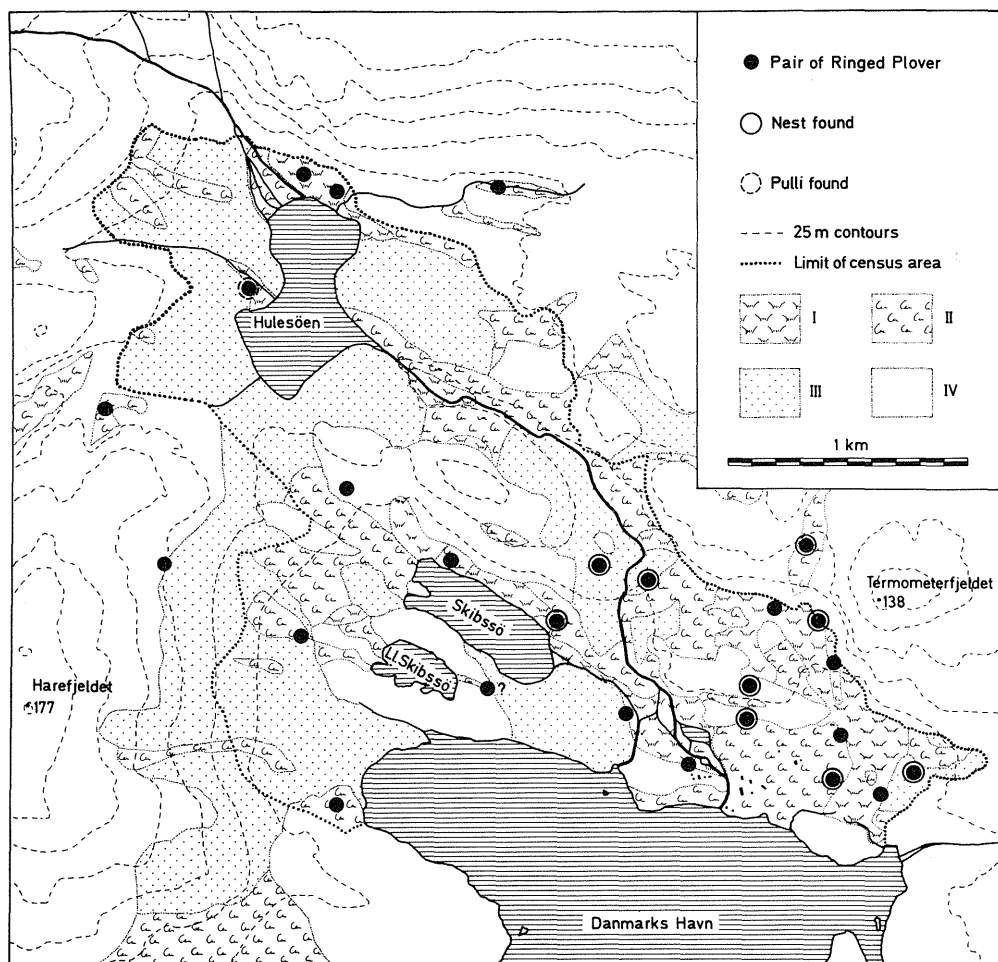 Pair of Ringed Plover
Nest found
Pulli found
25 m contours
Limit of census area
I
II
III
IV
1 km
Hulesöen
Termometerfjeldet
138
Skibssö
Ll. Skibssö
?
Harefjeldet
177
Danmarks Havn